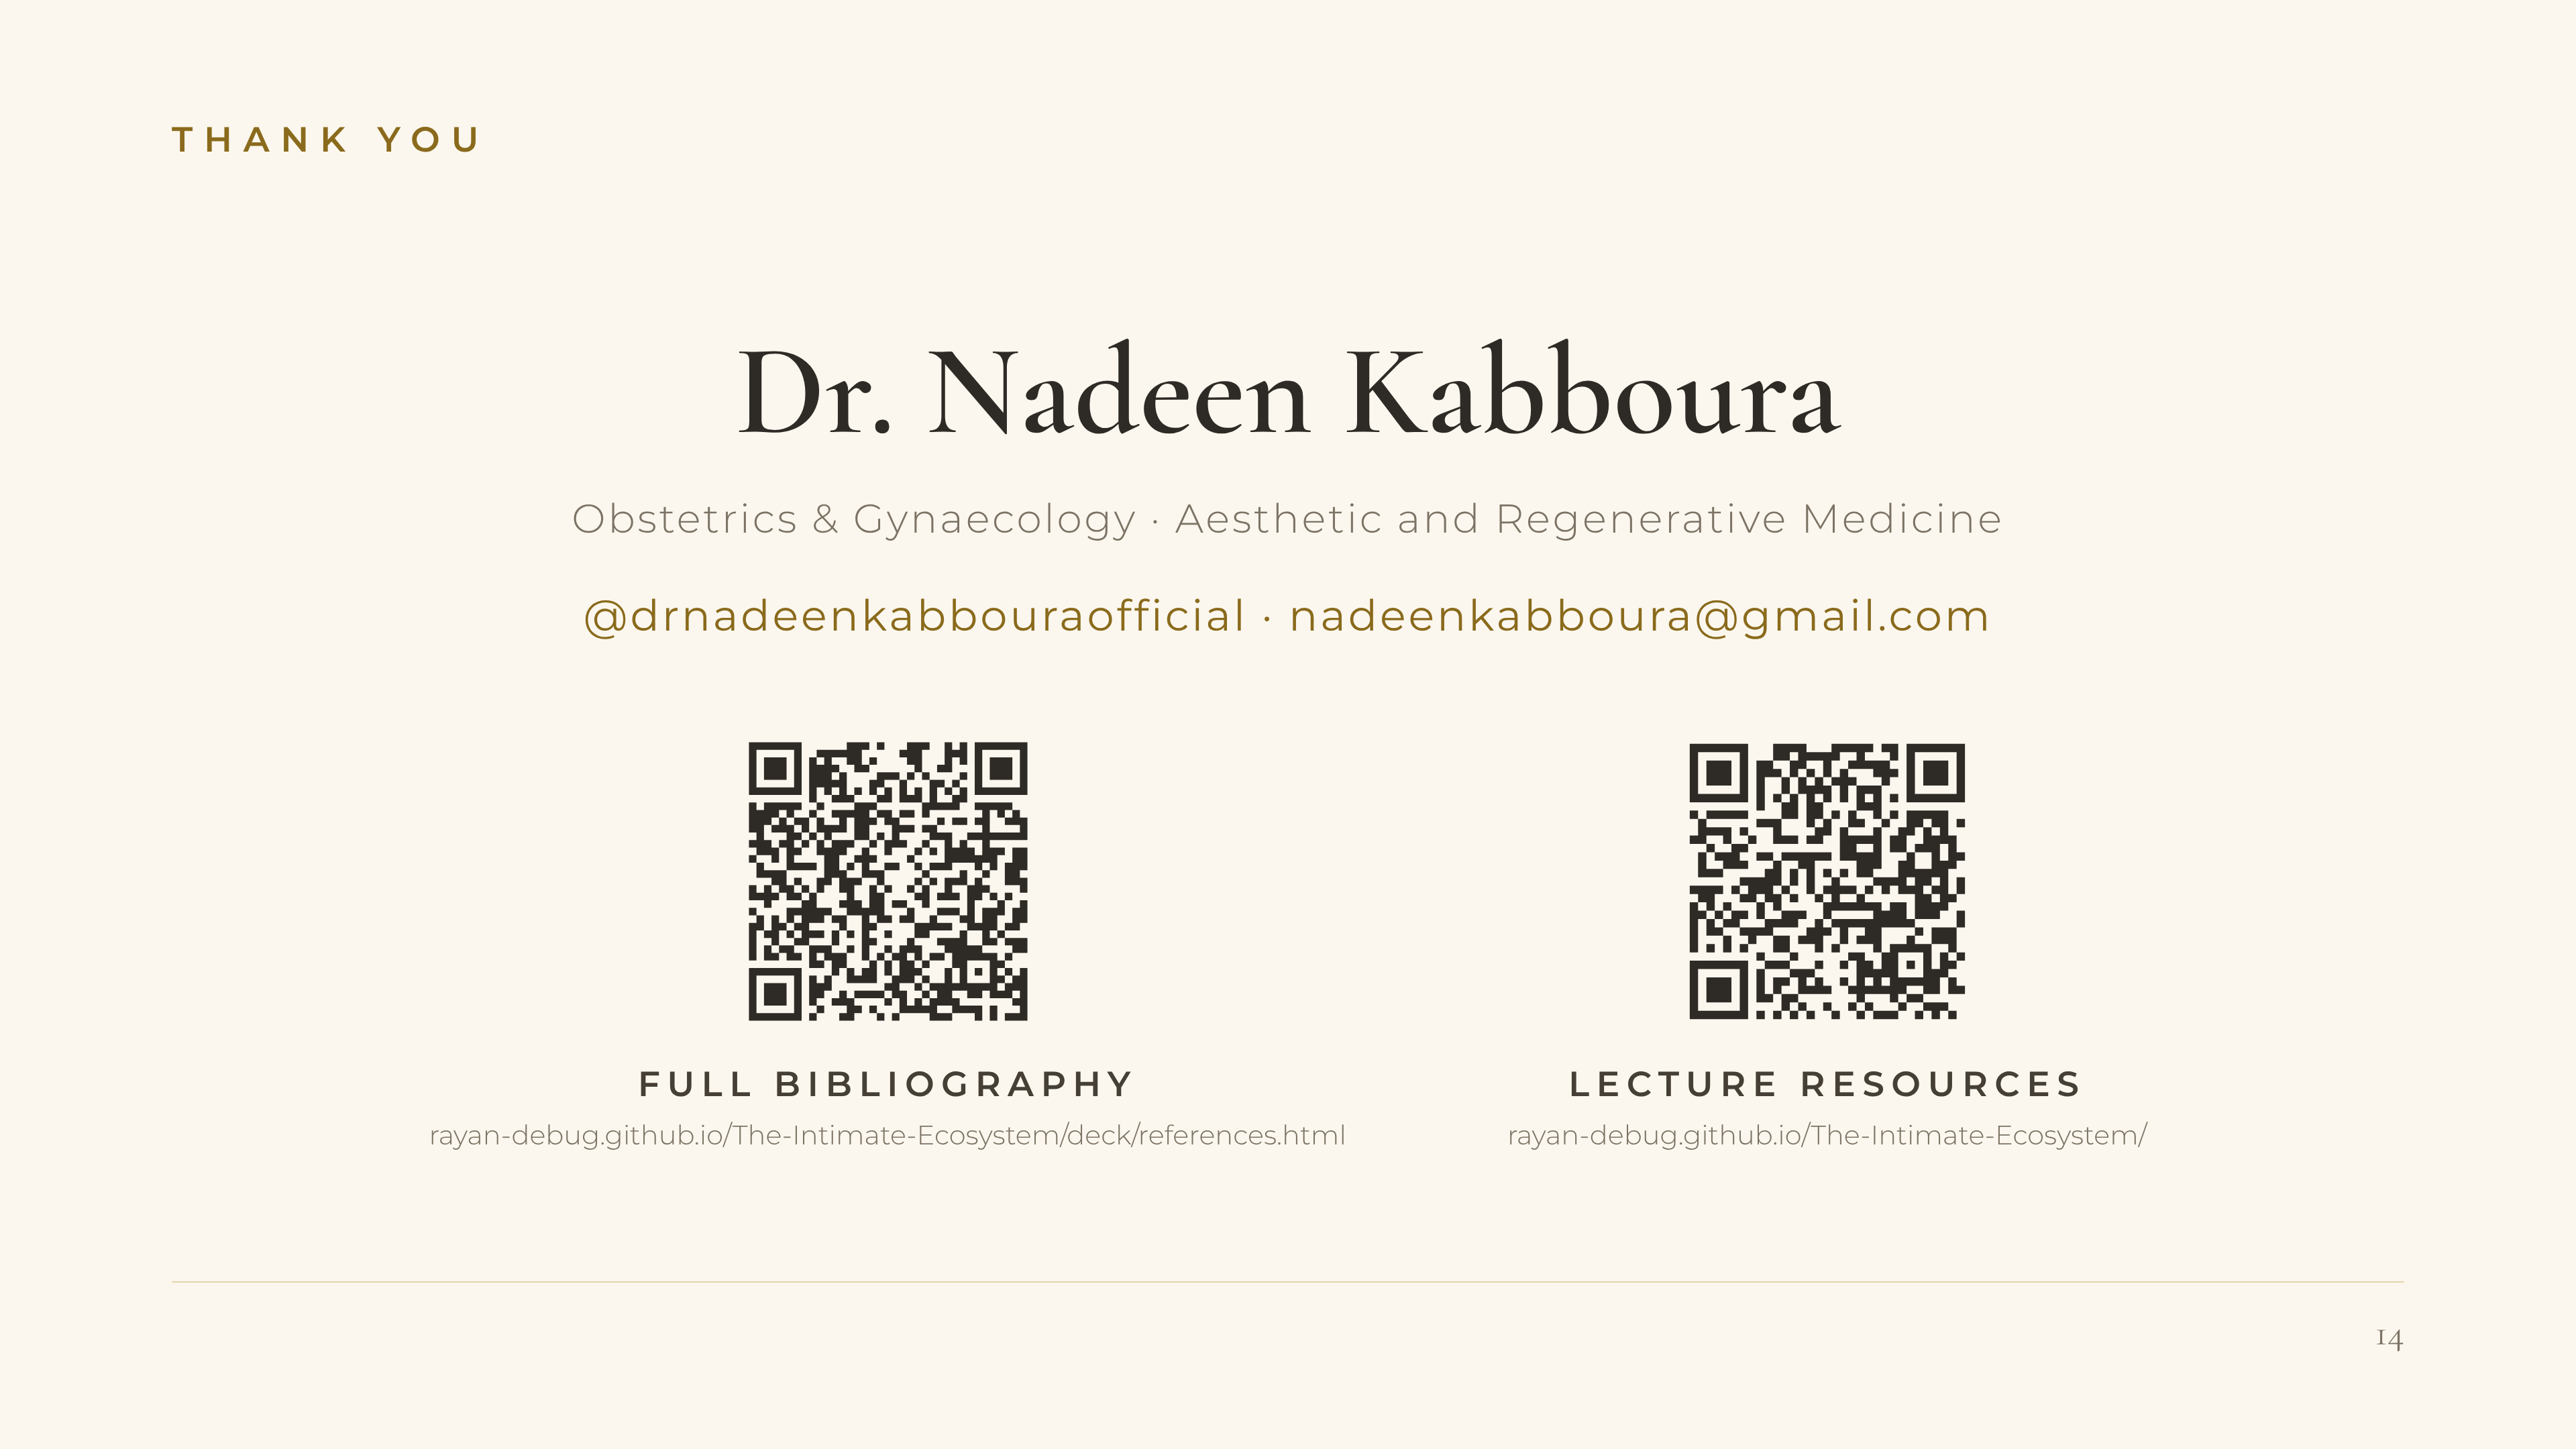 THANK YOU
Dr. Nadeen Kabboura
Obstetrics & Gynaecology · Aesthetic and Regenerative Medicine
@drnadeenkabbouraofficial · nadeenkabboura@gmail.com
FULL BIBLIOGRAPHY
rayan-debug.github.io/The-Intimate-Ecosystem/deck/references.html
LECTURE RESOURCES
rayan-debug.github.io/The-Intimate-Ecosystem/
14